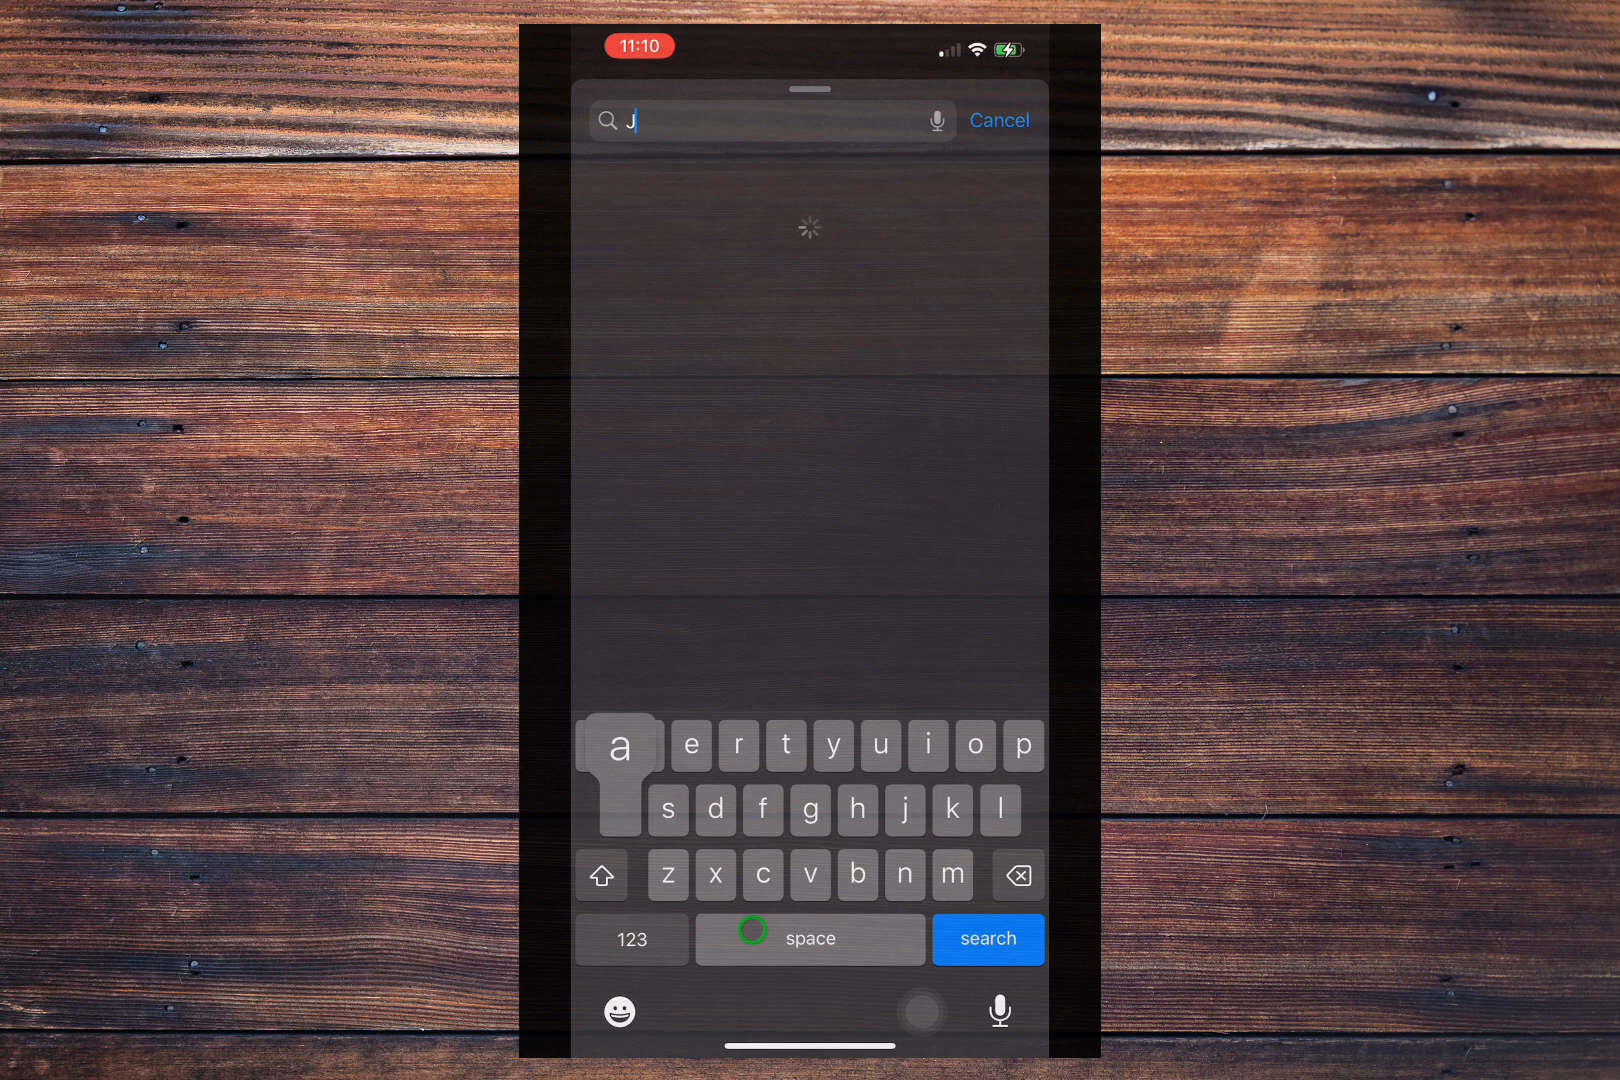 11:10
J
Cancel
a e r t y u i o p
s d f g h j k l
z x c v b n m
123 space search